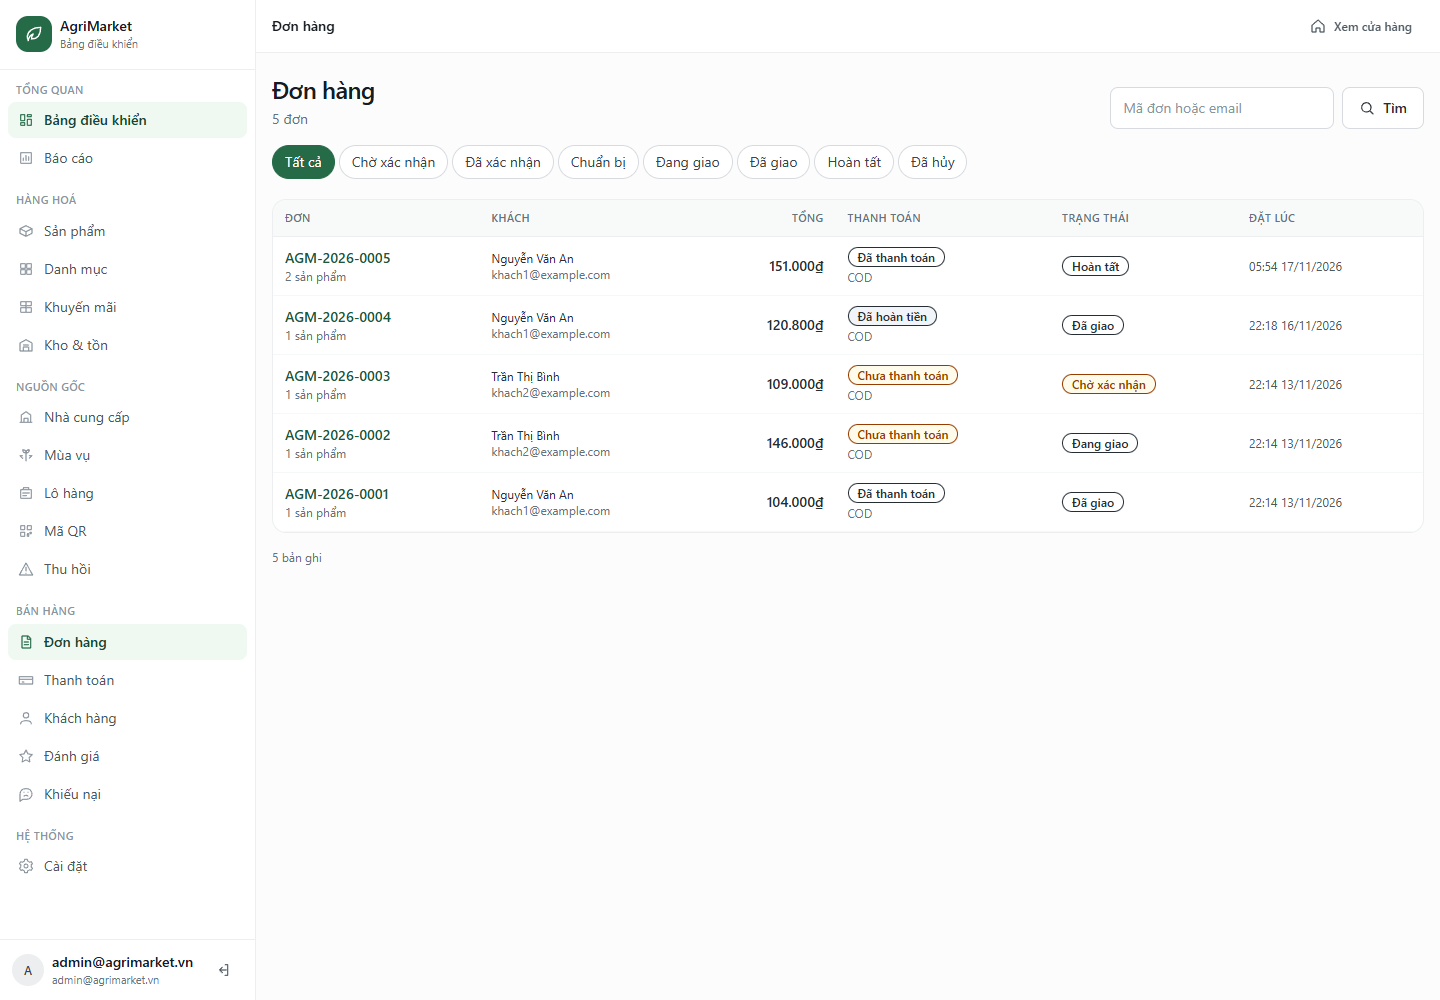 AgriMarket
Bảng điều khiển
TỔNG QUAN
Bảng điều khiển
Báo cáo
HÀNG HOÁ
Sản phẩm
Danh mục
Khuyến mãi
Kho & tồn
NGUỒN GỐC
Nhà cung cấp
Mùa vụ
Lô hàng
Mã QR
Thu hồi
BÁN HÀNG
Đơn hàng
Thanh toán
Khách hàng
Đánh giá
Khiếu nại
HỆ THỐNG
Cài đặt
A
admin@agrimarket.vn
admin@agrimarket.vn
Đơn hàng
Xem cửa hàng
Đơn hàng
5 đơn
Mã đơn hoặc email
Tìm
Tất cả Chờ xác nhận Đã xác nhận Chuẩn bị Đang giao Đã giao Hoàn tất Đã hủy
ĐƠN KHÁCH TỔNG THANH TOÁN TRẠNG THÁI ĐẶT LÚC
AGM-2026-0005 Nguyễn Văn An 151.000₫ Đã thanh toán Hoàn tất 05:54 17/11/2026
2 sản phẩm khach1@example.com COD
AGM-2026-0004 Nguyễn Văn An 120.800₫ Đã hoàn tiền Đã giao 22:18 16/11/2026
1 sản phẩm khach1@example.com COD
AGM-2026-0003 Trần Thị Bình 109.000₫ Chưa thanh toán Chờ xác nhận 22:14 13/11/2026
1 sản phẩm khach2@example.com COD
AGM-2026-0002 Trần Thị Bình 146.000₫ Chưa thanh toán Đang giao 22:14 13/11/2026
1 sản phẩm khach2@example.com COD
AGM-2026-0001 Nguyễn Văn An 104.000₫ Đã thanh toán Đã giao 22:14 13/11/2026
1 sản phẩm khach1@example.com COD
5 bản ghi